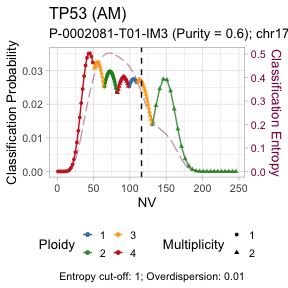 TP53 (AM)
P-0002081-T01-IM3 (Purity = 0.6); chr17
Classification Probability
0.03
0.02
0.01
0.00
0.5
0.4
0.3
0.2
0.1
0.0
Classification Entropy
0 50 100 150 200 250
NV
Ploidy 1 3 Multiplicity 1
2 4 2
Entropy cut-off: 1; Overdispersion: 0.01